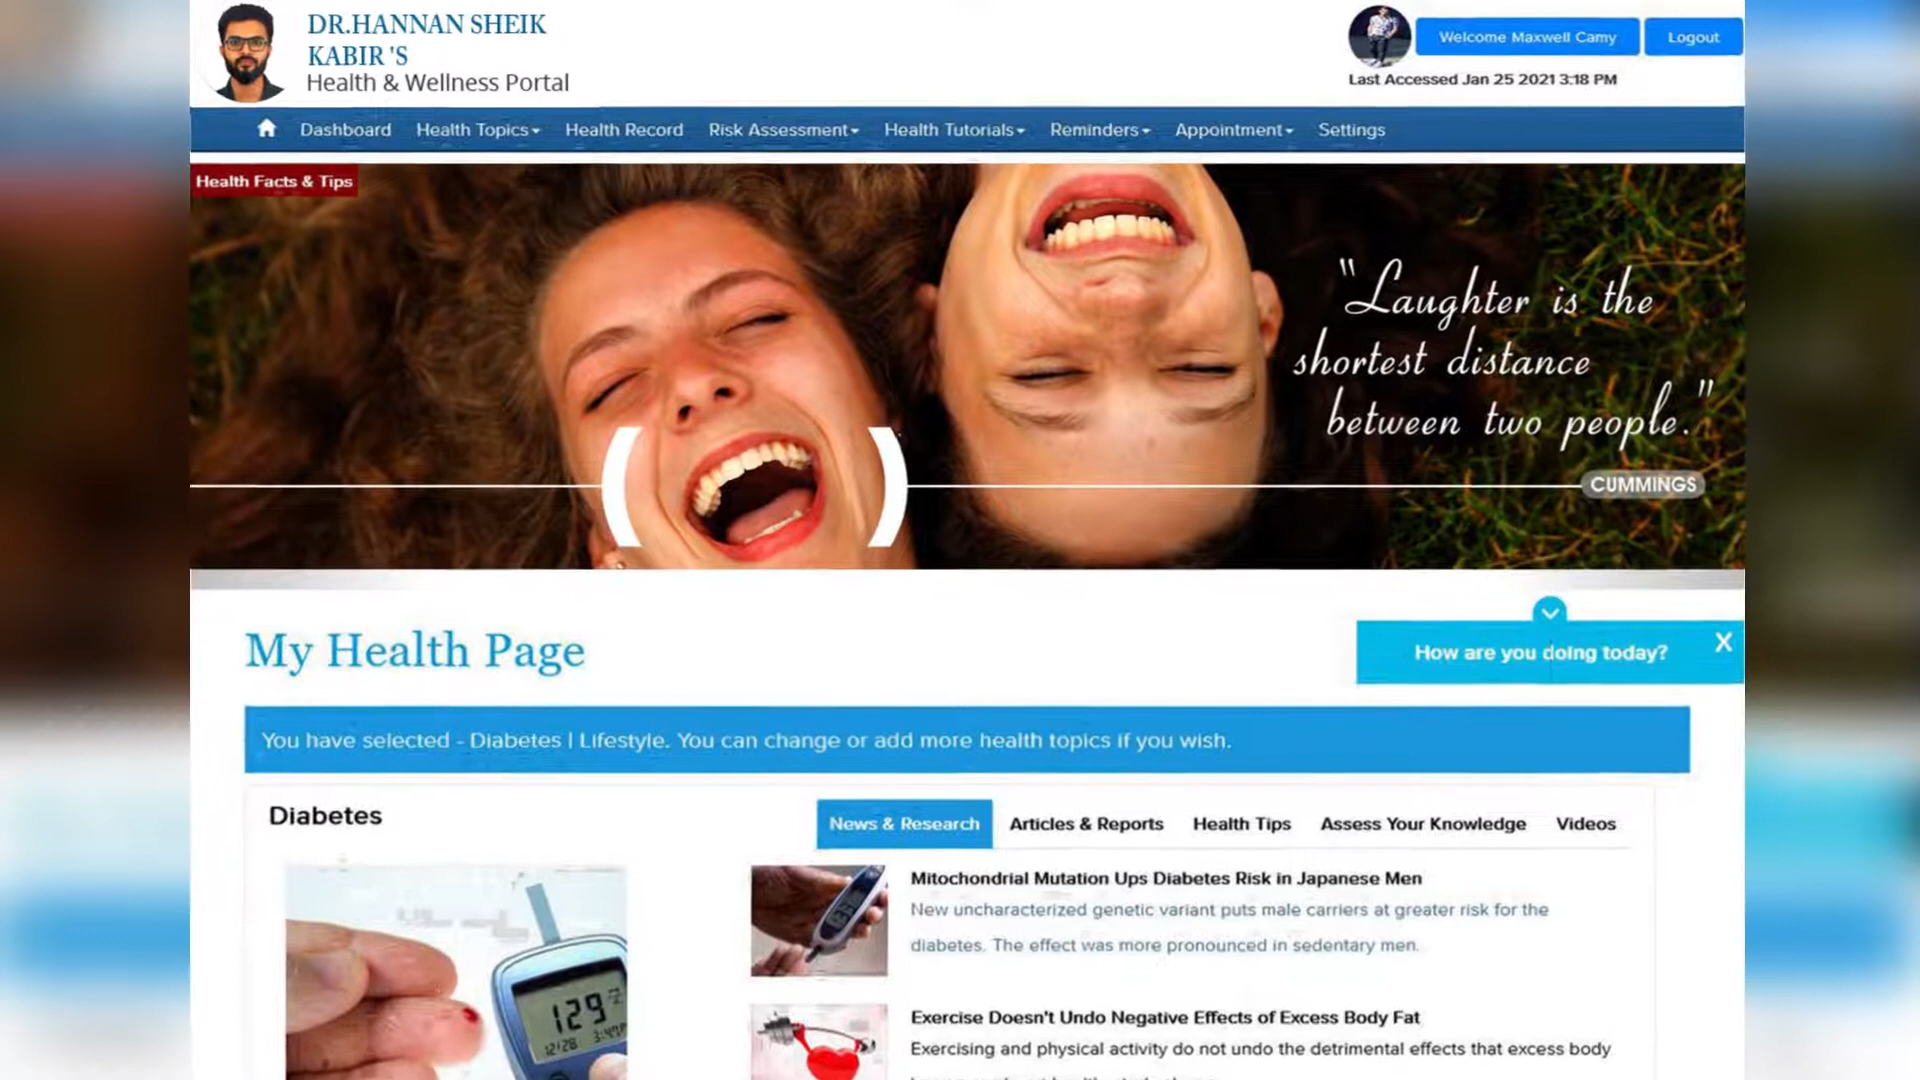 DR.HANNAN SHEIK
KABIR 'S
Health & Wellness Portal
Welcome Maxwell Camy
Logout
Last Accessed Jan 25 2021 3:18 PM
Dashboard
Health Topics
Health Record
Risk Assessment
Health Tutorials
Reminders
Appointment
Settings
Health Facts & Tips
"Laughter is the
shortest distance
between two people."
CUMMINGS
My Health Page
How are you doing today?
X
You have selected - Diabetes | Lifestyle. You can change or add more health topics if you wish.
Diabetes
News & Research
Articles & Reports
Health Tips
Assess Your Knowledge
Videos
Mitochondrial Mutation Ups Diabetes Risk in Japanese Men
New uncharacterized genetic variant puts male carriers at greater risk for the
diabetes. The effect was more pronounced in sedentary men.
129
12/28
Exercise Doesn't Undo Negative Effects of Excess Body Fat
Exercising and physical activity do not undo the detrimental effects that excess body